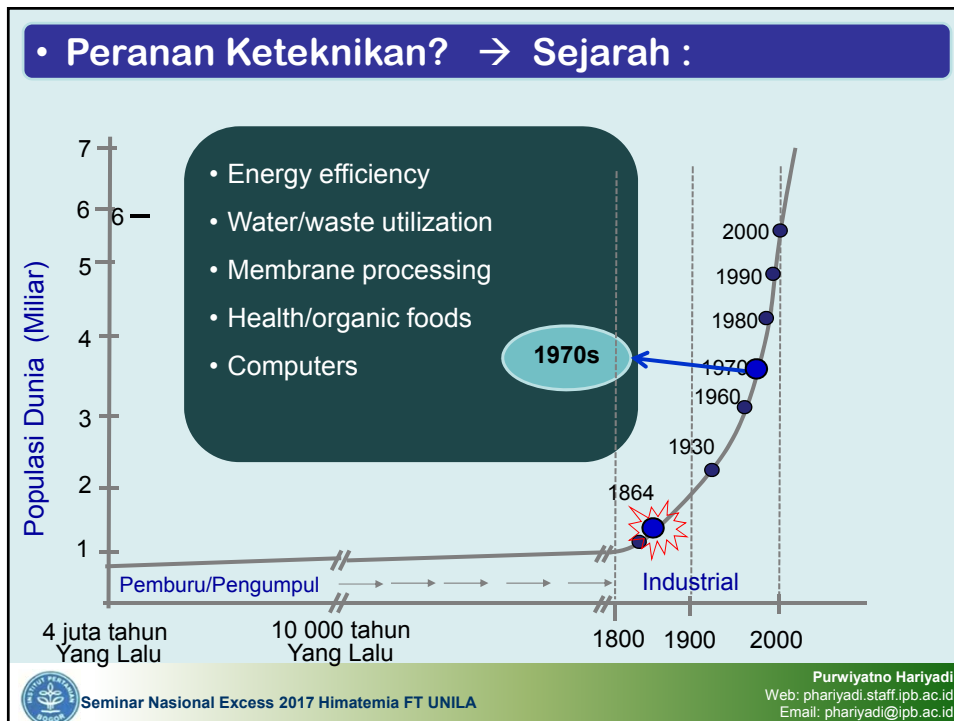 • Peranan Keteknikan? → Sejarah :
Populasi Dunia (Miliar)
7
6
6
5
4
3
2
1
• Energy efficiency
• Water/waste utilization
• Membrane processing
• Health/organic foods
• Computers
1970s
2000
1990
1980
1970
1960
1930
1864
Pemburu/Pengumpul
Industrial
4 juta tahun
Yang Lalu
10 000 tahun
Yang Lalu
1800
1900
2000
INSTITUT PERTANIAN
BOGOR
Seminar Nasional Excess 2017 Himatemia FT UNILA
Purwiyatno Hariyadi
Web: phariyadi.staff.ipb.ac.id
Email: phariyadi@ipb.ac.id